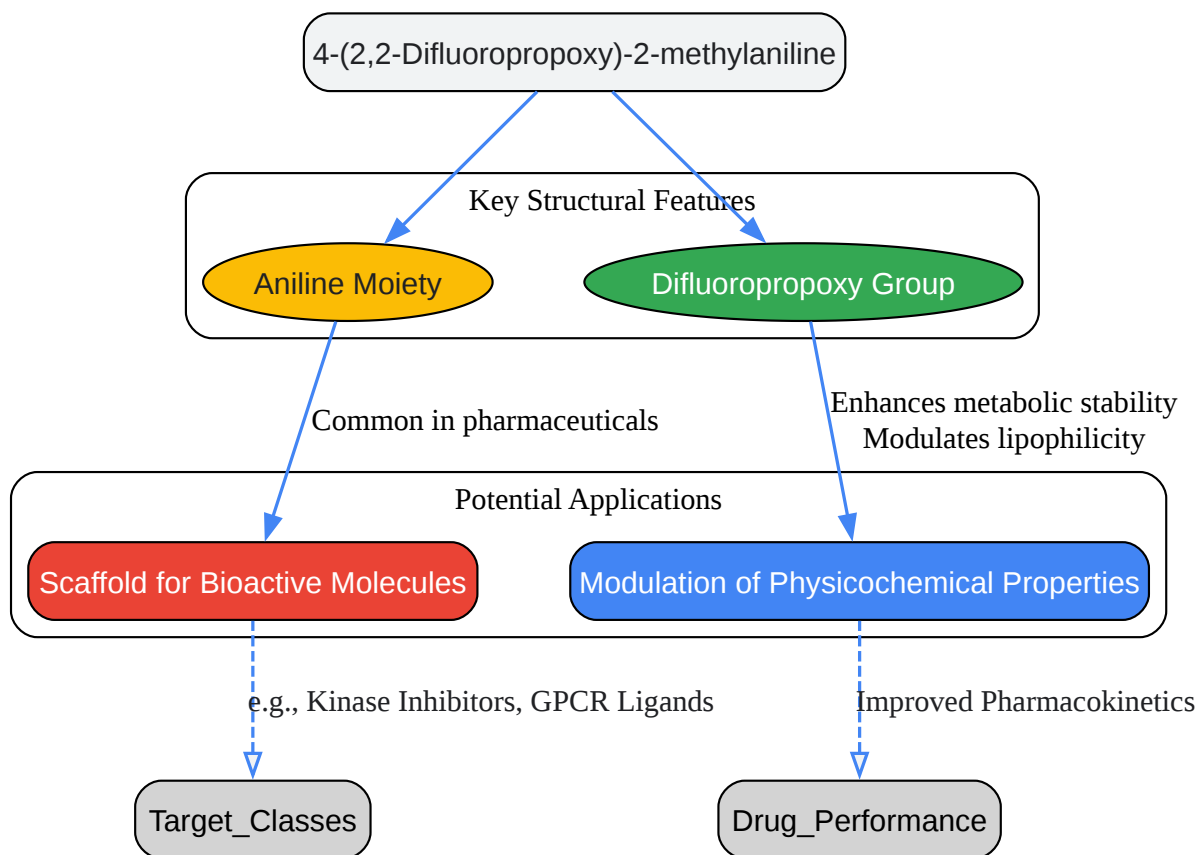 4-(2,2-Difluoropropoxy)-2-methylaniline
Key Structural Features
Aniline Moiety
Difluoropropoxy Group
Common in pharmaceuticals
Enhances metabolic stability
Modulates lipophilicity
Potential Applications
Scaffold for Bioactive Molecules
Modulation of Physicochemical Properties
e.g., Kinase Inhibitors, GPCR Ligands
Improved Pharmacokinetics
Target_Classes
Drug_Performance